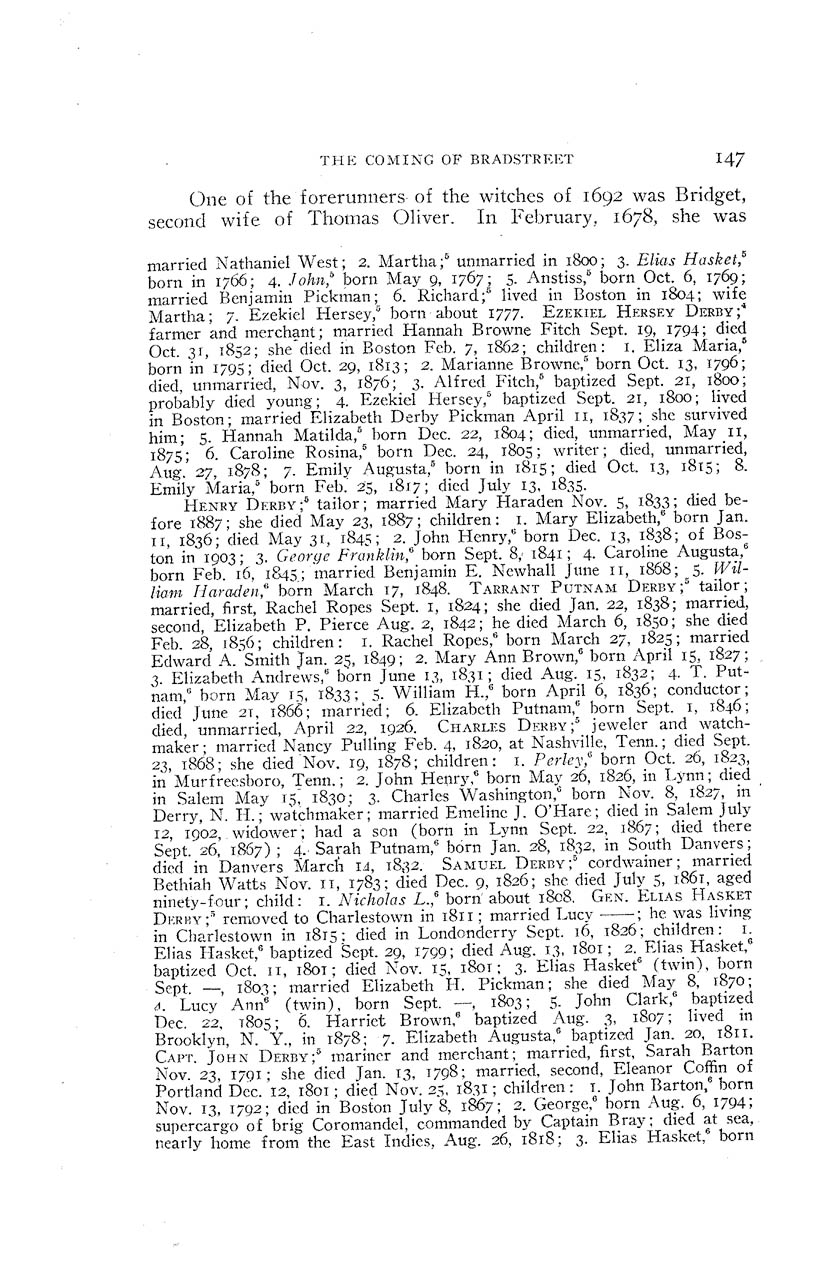 THE COMING OF BRADSTREET 147
One of the forerunners of the witches of 1692 was Bridget,
second wife of Thomas Oliver. In February, 1678, she was
married Nathaniel West; 2. Martha;⁵ unmarried in 1800; 3. Elias Hasket,⁵
born in 1766; 4. John,⁵ born May 9, 1767; 5. Anstiss,⁵ born Oct. 6, 1769;
married Benjamin Pickman; 6. Richard;⁵ lived in Boston in 1804; wife
Martha; 7. Ezekiel Hersey,⁵ born about 1777. EZEKIEL HERSEY DERBY;⁴
farmer and merchant; married Hannah Browne Fitch Sept. 19, 1794; died
Oct. 31, 1852; she died in Boston Feb. 7, 1862; children: 1. Eliza Maria,⁵
born in 1795; died Oct. 29, 1813; 2. Marianne Browne,⁵ born Oct. 13, 1796;
died, unmarried, Nov. 3, 1876; 3. Alfred Fitch,⁵ baptized Sept. 21, 1800;
probably died young; 4. Ezekiel Hersey,⁵ baptized Sept. 21, 1800; lived
in Boston; married Elizabeth Derby Pickman April 11, 1837; she survived
him; 5. Hannah Matilda,⁵ born Dec. 22, 1804; died, unmarried, May 11,
1875; 6. Caroline Rosina,⁵ born Dec. 24, 1805; writer; died, unmarried,
Aug. 27, 1878; 7. Emily Augusta,⁵ born in 1815; died Oct. 13, 1815; 8.
Emily Maria,⁵ born Feb. 25, 1817; died July 13, 1835.
HENRY DERBY;⁵ tailor; married Mary Haraden Nov. 5, 1833; died be-
fore 1887; she died May 23, 1887; children: 1. Mary Elizabeth,⁶ born Jan.
11, 1836; died May 31, 1845; 2. John Henry,⁶ born Dec. 13, 1838; of Bos-
ton in 1903; 3. George Franklin,⁶ born Sept. 8, 1841; 4. Caroline Augusta,⁶
born Feb. 16, 1845; married Benjamin E. Newhall June 11, 1868; 5. Wil-
liam Haraden,⁶ born March 17, 1848. TARRANT PUTNAM DERBY;⁵ tailor;
married, first, Rachel Ropes Sept. 1, 1824; she died Jan. 22, 1838; married,
second, Elizabeth P. Pierce Aug. 2, 1842; he died March 6, 1850; she died
Feb. 28, 1856; children: 1. Rachel Ropes,⁶ born March 27, 1825; married
Edward A. Smith Jan. 25, 1849; 2. Mary Ann Brown,⁶ born April 15, 1827;
3. Elizabeth Andrews,⁶ born June 13, 1831; died Aug. 15, 1832; 4. T. Put-
nam,⁶ born May 15, 1833; 5. William H.,⁶ born April 6, 1836; conductor;
died June 21, 1866; married; 6. Elizabeth Putnam,⁶ born Sept. 1, 1846;
died, unmarried, April 22, 1926. CHARLES DERBY;⁵ jeweler and watch-
maker; married Nancy Pulling Feb. 4, 1820, at Nashville, Tenn.; died Sept.
23, 1868; she died Nov. 19, 1878; children: 1. Perley,⁶ born Oct. 26, 1823,
in Murfreesboro, Tenn.; 2. John Henry,⁶ born May 26, 1826, in Lynn; died
in Salem May 15, 1830; 3. Charles Washington,⁶ born Nov. 8, 1827, in
Derry, N. H.; watchmaker; married Emeline J. O'Hare; died in Salem July
12, 1902, widower; had a son (born in Lynn Sept. 22, 1867; died there
Sept. 26, 1867); 4. Sarah Putnam,⁶ born Jan. 28, 1832, in South Danvers;
died in Danvers March 14, 1832. SAMUEL DERBY;⁵ cordwainer; married
Bethiah Watts Nov. 11, 1783; died Dec. 9, 1826; she died July 5, 1861, aged
ninety-four; child: 1. Nicholas L.,⁶ born about 1808. GEN. ELIAS HASKET
DERBY;⁵ removed to Charlestown in 1811; married Lucy ——; he was living
in Charlestown in 1815; died in Londonderry Sept. 16, 1826; children: 1.
Elias Hasket,⁶ baptized Sept. 29, 1799; died Aug. 13, 1801; 2. Elias Hasket,⁶
baptized Oct. 11, 1801; died Nov. 15, 1801; 3. Elias Hasket⁶ (twin), born
Sept. —, 1803; married Elizabeth H. Pickman; she died May 8, 1870;
4. Lucy Ann⁶ (twin), born Sept. —, 1803; 5. John Clark,⁶ baptized
Dec. 22, 1805; 6. Harriet Brown,⁶ baptized Aug. 3, 1807; lived in
Brooklyn, N. Y., in 1878; 7. Elizabeth Augusta,⁶ baptized Jan. 20, 1811.
CAPT. JOHN DERBY;⁵ mariner and merchant; married, first, Sarah Barton
Nov. 23, 1791; she died Jan. 13, 1798; married, second, Eleanor Coffin of
Portland Dec. 12, 1801; died Nov. 25, 1831; children: 1. John Barton,⁶ born
Nov. 13, 1792; died in Boston July 8, 1867; 2. George,⁶ born Aug. 6, 1794;
supercargo of brig Coromandel, commanded by Captain Bray; died at sea,
nearly home from the East Indies, Aug. 26, 1818; 3. Elias Hasket,⁶ born